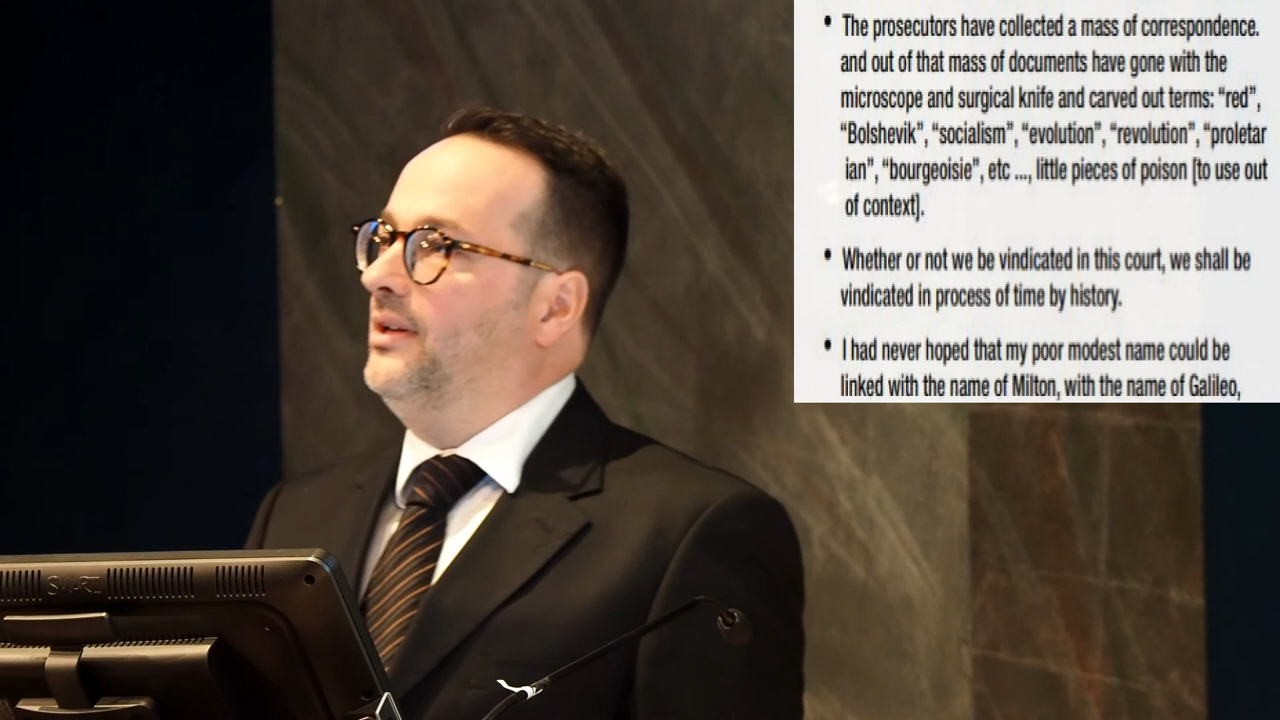 • The prosecutors have collected a mass of correspondence.
and out of that mass of documents have gone with the
microscope and surgical knife and carved out terms: “red”,
“Bolshevik”, “socialism”, “evolution”, “revolution”, “proletar
ian”, “bourgeoisie”, etc ..., little pieces of poison [to use out
of context].
• Whether or not we be vindicated in this court, we shall be
vindicated in process of time by history.
• I had never hoped that my poor modest name could be
linked with the name of Milton, with the name of Galileo,
SMART